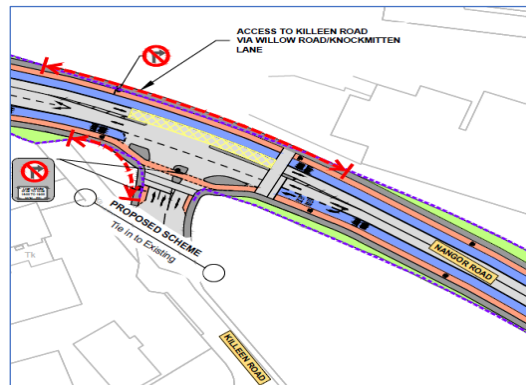 ACCESS TO KILLEEN ROAD
VIA WILLOW ROAD/KNOCKMITTEN
LANE
PROPOSED SCHEME
Tie in to Existing
NANGOR ROAD
KILLEEN ROAD
Tk